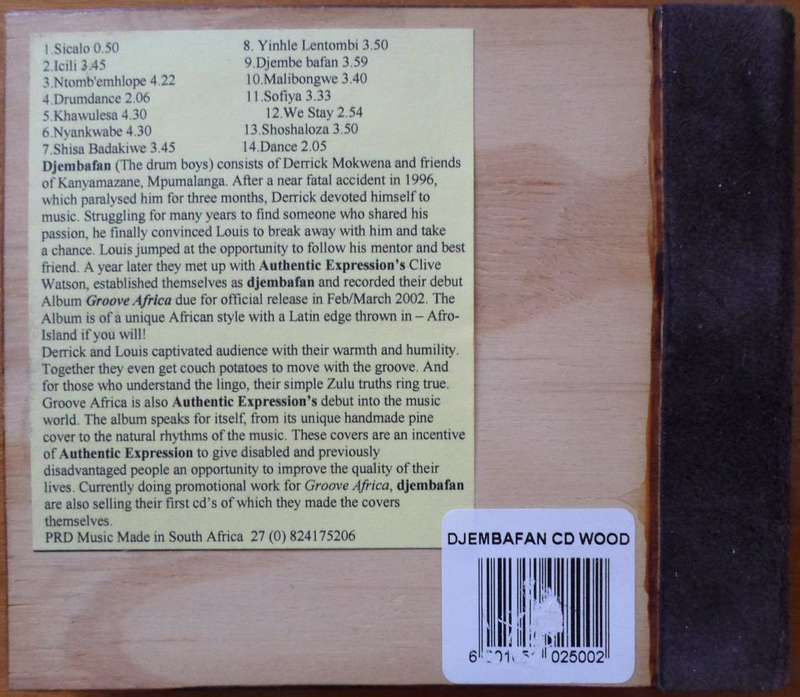 1.Sicalo 0.50
2.Icili 3.45
3.Ntomb'emhlope 4.22
4.Drumdance 2.06
5.Khawulesa 4.30
6.Nyankwabe 4.30
7.Shisa Badakiwe 3.45
8. Yinhle Lentombi 3.50
9.Djembe bafan 3.59
10.Malibongwe 3.40
11.Sofiya 3.33
12.We Stay 2.54
13.Shoshaloza 3.50
14.Dance 2.05
Djembafan (The drum boys) consists of Derrick Mokwena and friends
of Kanyamazane, Mpumalanga. After a near fatal accident in 1996,
which paralysed him for three months, Derrick devoted himself to
music. Struggling for many years to find someone who shared his
passion, he finally convinced Louis to break away with him and take
a chance. Louis jumped at the opportunity to follow his mentor and best
friend. A year later they met up with Authentic Expression's Clive
Watson, established themselves as djembafan and recorded their debut
Album Groove Africa due for official release in Feb/March 2002. The
Album is of a unique African style with a Latin edge thrown in – Afro-
Island if you will!
Derrick and Louis captivated audience with their warmth and humility.
Together they even get couch potatoes to move with the groove. And
for those who understand the lingo, their simple Zulu truths ring true.
Groove Africa is also Authentic Expression's debut into the music
world. The album speaks for itself, from its unique handmade pine
cover to the natural rhythms of the music. These covers are an incentive
of Authentic Expression to give disabled and previously
disadvantaged people an opportunity to improve the quality of their
lives. Currently doing promotional work for Groove Africa, djembafan
are also selling their first cd's of which they made the covers
themselves.
PRD Music Made in South Africa 27 (0) 824175206
DJEMBAFAN CD WOOD
6 025002